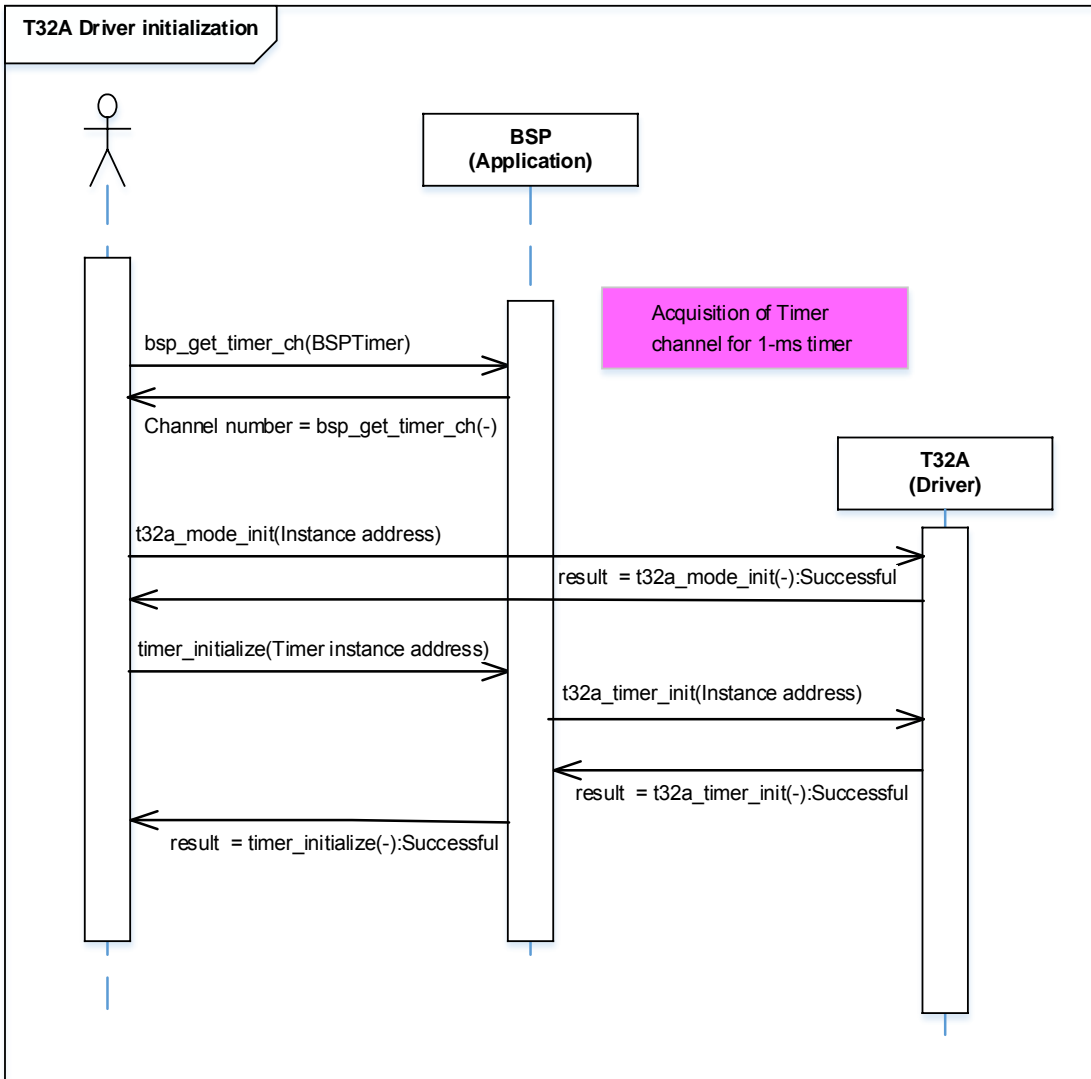 T32A Driver initialization
BSP
(Application)
Acquisition of Timer
channel for 1-ms timer
bsp_get_timer_ch(BSPTimer)
Channel number = bsp_get_timer_ch(-)
T32A
(Driver)
t32a_mode_init(Instance address)
result = t32a_mode_init(-):Successful
timer_initialize(Timer instance address)
t32a_timer_init(Instance address)
result = t32a_timer_init(-):Successful
result = timer_initialize(-):Successful